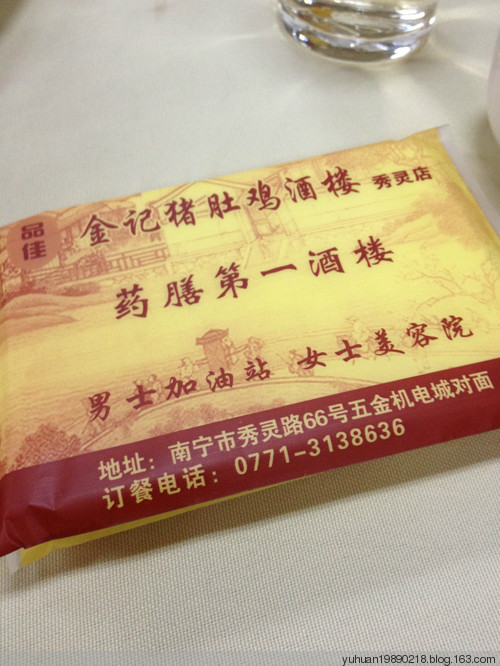 品佳
金记猪肚鸡酒楼 秀灵店
药膳第一酒楼
男士加油站 女士美容院
地址：南宁市秀灵路66号五金机电城对面
订餐电话：0771-3138636
yuhuan19890218.blog.163.com